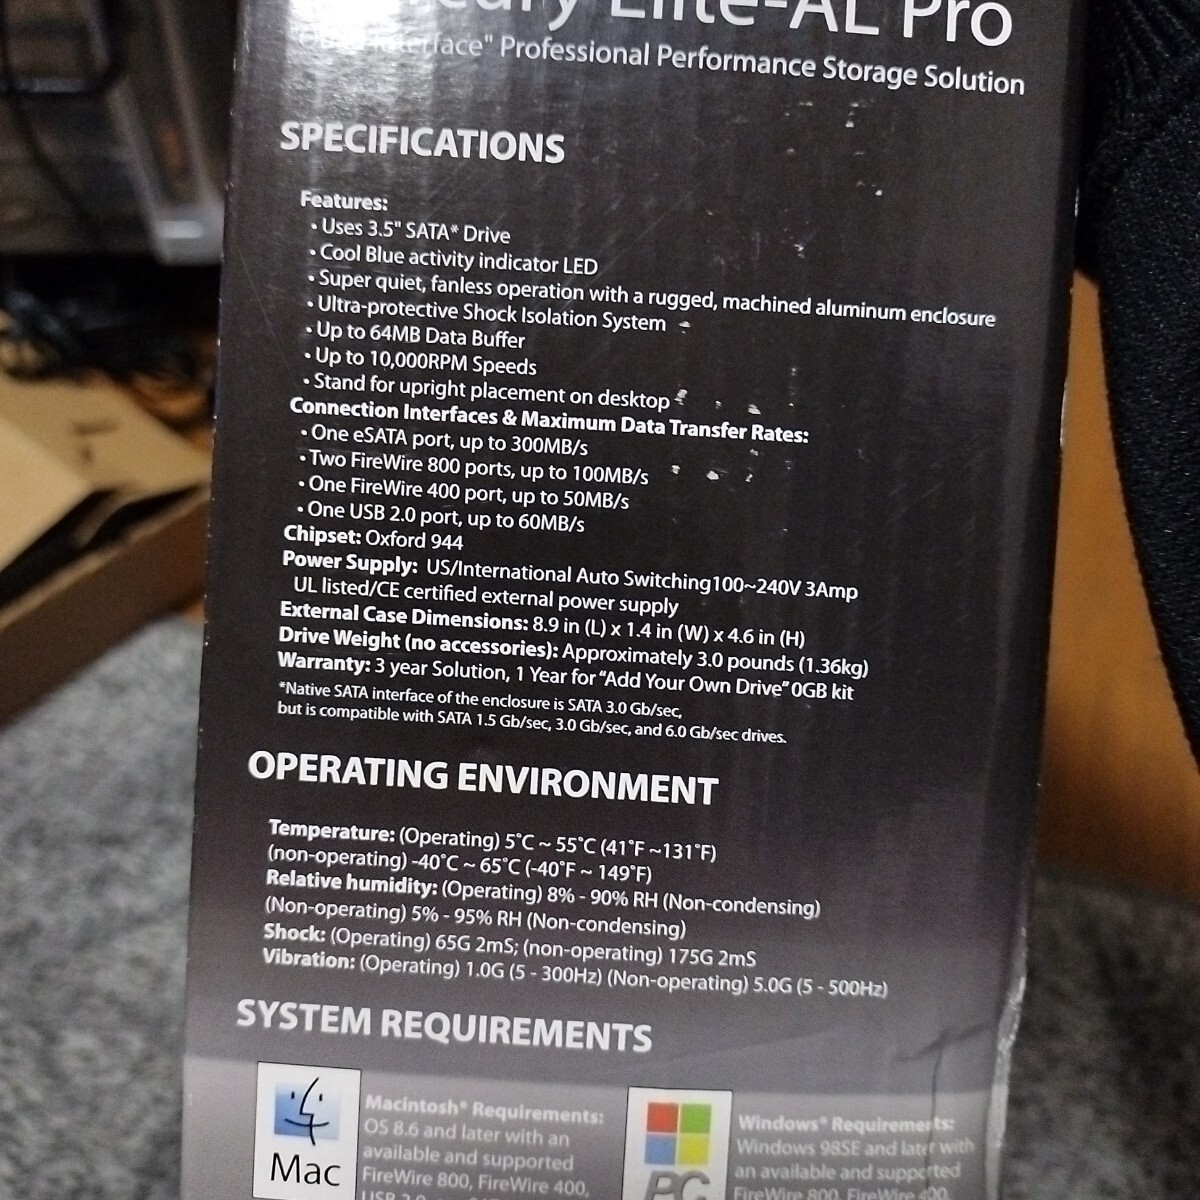 Elite-AL Pro
Interface" Professional Performance Storage Solution
SPECIFICATIONS
Features:
• Uses 3.5" SATA* Drive
• Cool Blue activity indicator LED
• Super quiet, fanless operation with a rugged, machined aluminum enclosure
• Ultra-protective Shock Isolation System
• Up to 64MB Data Buffer
• Up to 10,000RPM Speeds
• Stand for upright placement on desktop
Connection Interfaces & Maximum Data Transfer Rates:
• One eSATA port, up to 300MB/s
• Two FireWire 800 ports, up to 100MB/s
• One FireWire 400 port, up to 50MB/s
• One USB 2.0 port, up to 60MB/s
Chipset: Oxford 944
Power Supply: US/International Auto Switching100~240V 3Amp
UL listed/CE certified external power supply
External Case Dimensions: 8.9 in (L) x 1.4 in (W) x 4.6 in (H)
Drive Weight (no accessories): Approximately 3.0 pounds (1.36kg)
Warranty: 3 year Solution, 1 Year for "Add Your Own Drive" 0GB kit
*Native SATA interface of the enclosure is SATA 3.0 Gb/sec,
but is compatible with SATA 1.5 Gb/sec, 3.0 Gb/sec, and 6.0 Gb/sec drives.
OPERATING ENVIRONMENT
Temperature: (Operating) 5°C ~ 55°C (41°F ~131°F)
(non-operating) -40°C ~ 65°C (-40°F ~ 149°F)
Relative humidity: (Operating) 8% - 90% RH (Non-condensing)
(Non-operating) 5% - 95% RH (Non-condensing)
Shock: (Operating) 65G 2mS; (non-operating) 175G 2mS
Vibration: (Operating) 1.0G (5 - 300Hz) (Non-operating) 5.0G (5 - 500Hz)
SYSTEM REQUIREMENTS
Mac
Macintosh® Requirements:
OS 8.6 and later with an
available and supported
FireWire 800, FireWire 400,
USB 2.0
PC
Windows® Requirements:
Windows 98SE and later with
an available and supported
FireWire 800, FireWire 400,